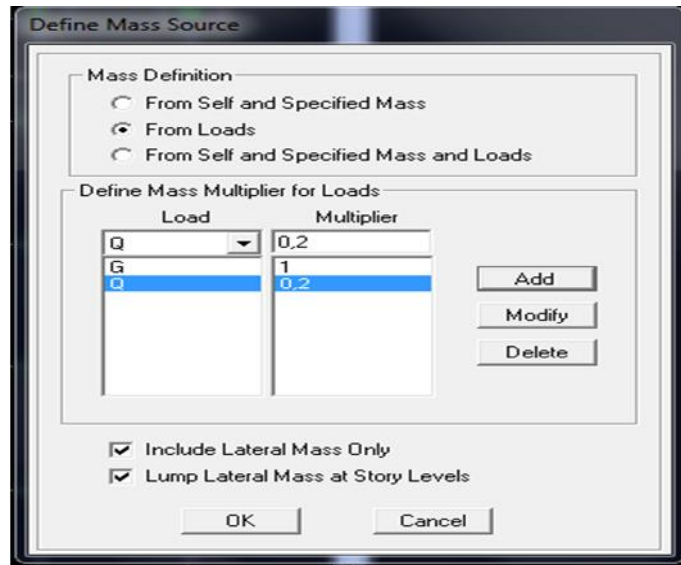 Define Mass Source
Mass Definition
From Self and Specified Mass
From Loads
From Self and Specified Mass and Loads
Define Mass Multiplier for Loads
Load Multiplier
Q 0,2
G 1
Q 0,2
Add
Modify
Delete
Include Lateral Mass Only
Lump Lateral Mass at Story Levels
OK Cancel